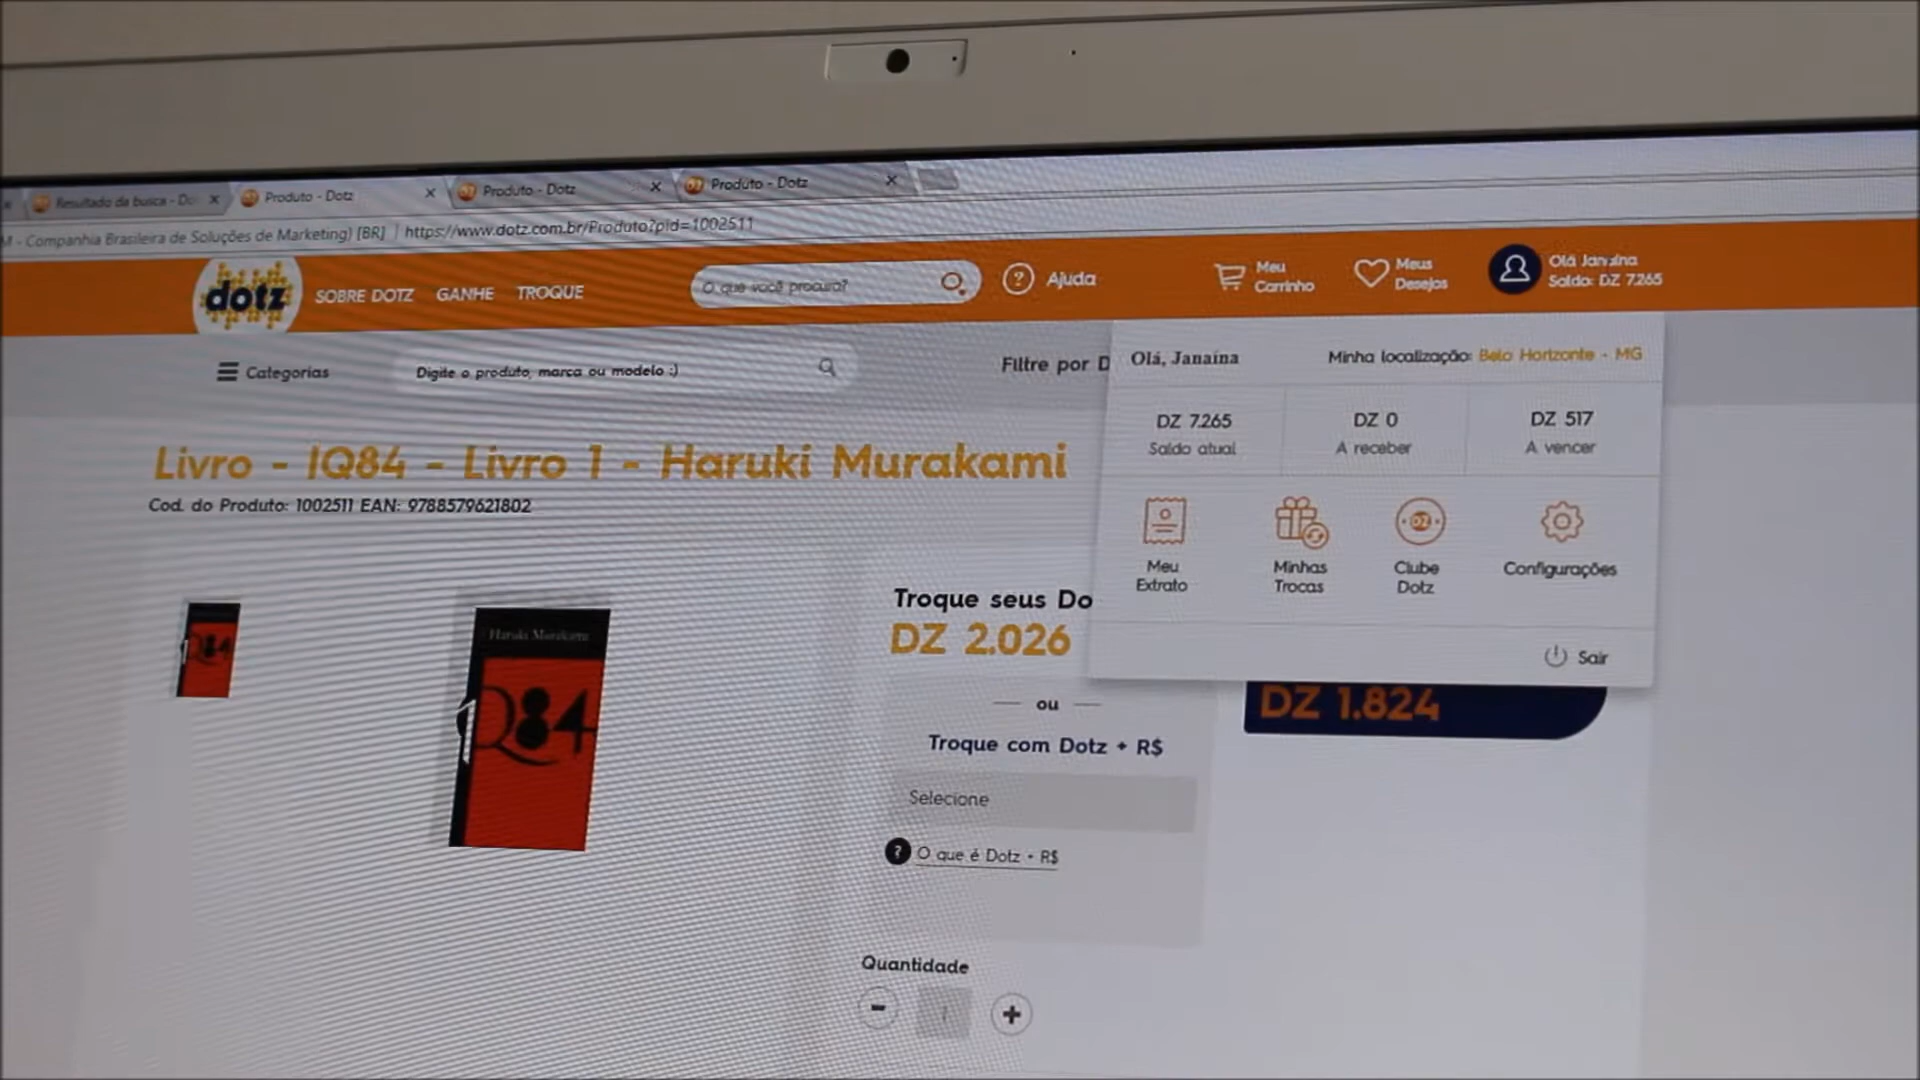 Resultado da busca - Do
Produto - Dotz
Produto - Dotz
Produto - Dotz
M - Companhia Brasileira de Soluções de Marketing) [BR] | https://www.dotz.com.br/Produto?pid=1002511
dotz
SOBRE DOTZ
GANHE
TROQUE
O que você procura?
? Ajuda
Meu
Carrinho
Meus
Desejos
Olá Janaína
Saldo: DZ 7.265
Categorias
Digite o produto, marca ou modelo :)
Filtre por D
Olá, Janaína
Minha localização: Belo Horizonte - MG
DZ 7.265
Saldo atual
DZ 0
A receber
DZ 517
A vencer
Meu
Extrato
Minhas
Trocas
DZ
Clube
Dotz
Configurações
Sair
Livro - IQ84 - Livro 1 - Haruki Murakami
Cod. do Produto: 1002511 EAN: 9788579621802
1Q84
Haruki Murakami
1Q84
Troque seus Do
DZ 2.026
DZ 1.824
ou
Troque com Dotz + R$
Selecione
? O que é Dotz + R$
Quantidade
- 1 +